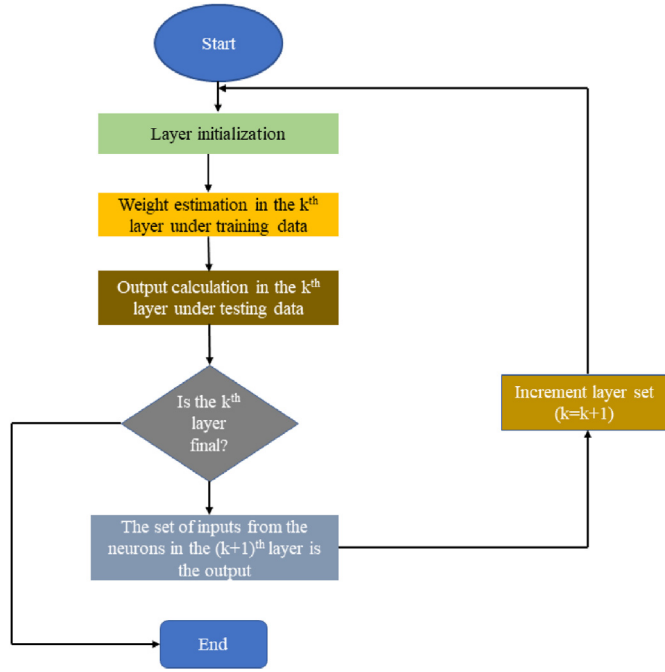 Start
Layer initialization
Weight estimation in the kᵗʰ
layer under training data
Output calculation in the kᵗʰ
layer under testing data
Is the kᵗʰ
layer
final?
Increment layer set
(k=k+1)
The set of inputs from the
neurons in the (k+1)ᵗʰ layer is
the output
End